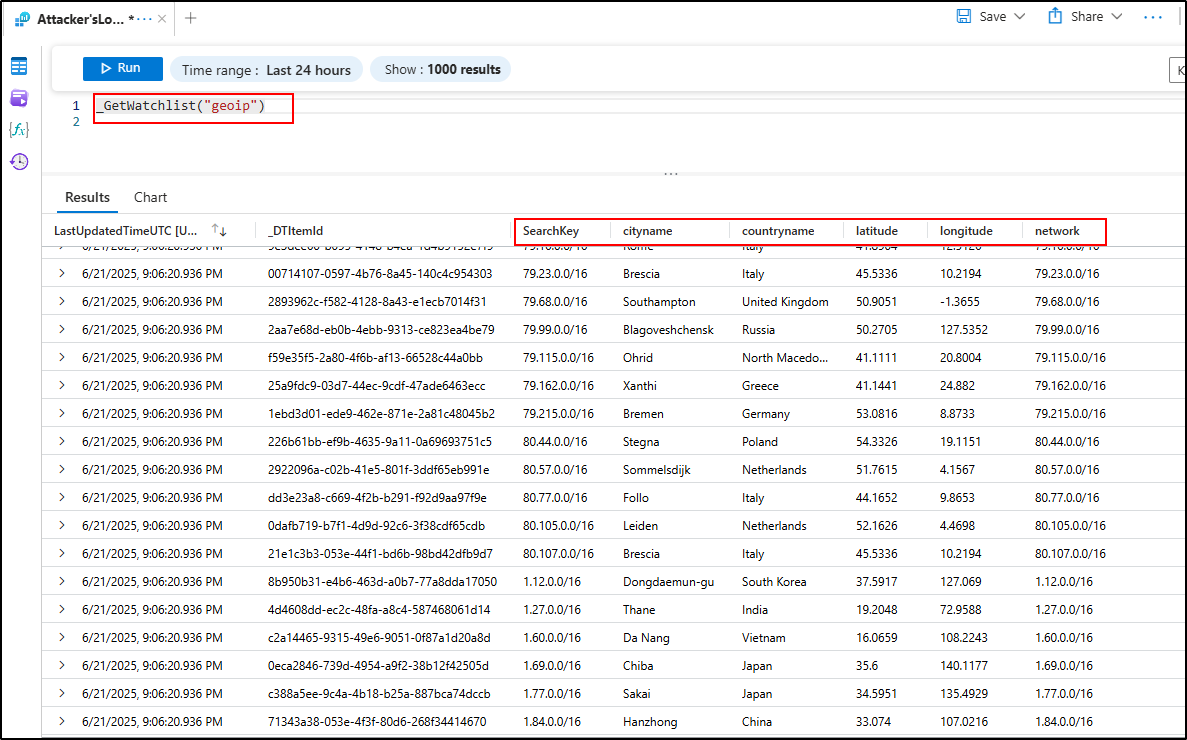 Attacker'sLo... * ··· × +
Save Share ···
Run Time range : Last 24 hours Show : 1000 results K
1 _GetWatchlist("geoip")
2
{fx}
...
Results Chart
LastUpdatedTimeUTC [U... _DTItemId SearchKey cityname countryname latitude longitude network
6/21/2025, 9:06:20.936 PM 00714107-0597-4b76-8a45-140c4c954303 79.23.0.0/16 Brescia Italy 45.5336 10.2194 79.23.0.0/16
6/21/2025, 9:06:20.936 PM 2893962c-f582-4128-8a43-e1ecb7014f31 79.68.0.0/16 Southampton United Kingdom 50.9051 -1.3655 79.68.0.0/16
6/21/2025, 9:06:20.936 PM 2aa7e68d-eb0b-4ebb-9313-ce823ea4be79 79.99.0.0/16 Blagoveshchensk Russia 50.2705 127.5352 79.99.0.0/16
6/21/2025, 9:06:20.936 PM f59e35f5-2a80-4f6b-af13-66528c44a0bb 79.115.0.0/16 Ohrid North Macedo... 41.1111 20.8004 79.115.0.0/16
6/21/2025, 9:06:20.936 PM 25a9fdc9-03d7-44ec-9cdf-47ade6463ecc 79.162.0.0/16 Xanthi Greece 41.1441 24.882 79.162.0.0/16
6/21/2025, 9:06:20.936 PM 1ebd3d01-ede9-462e-871e-2a81c48045b2 79.215.0.0/16 Bremen Germany 53.0816 8.8733 79.215.0.0/16
6/21/2025, 9:06:20.936 PM 226b61bb-ef9b-4635-9a11-0a69693751c5 80.44.0.0/16 Stegna Poland 54.3326 19.1151 80.44.0.0/16
6/21/2025, 9:06:20.936 PM 2922096a-c02b-41e5-801f-3ddf65eb991e 80.57.0.0/16 Sommelsdijk Netherlands 51.7615 4.1567 80.57.0.0/16
6/21/2025, 9:06:20.936 PM dd3e23a8-c669-4f2b-b291-f92d9aa97f9e 80.77.0.0/16 Follo Italy 44.1652 9.8653 80.77.0.0/16
6/21/2025, 9:06:20.936 PM 0dafb719-b7f1-4d9d-92c6-3f38cdf65cdb 80.105.0.0/16 Leiden Netherlands 52.1626 4.4698 80.105.0.0/16
6/21/2025, 9:06:20.936 PM 21e1c3b3-053e-44f1-bd6b-98bd42dfb9d7 80.107.0.0/16 Brescia Italy 45.5336 10.2194 80.107.0.0/16
6/21/2025, 9:06:20.936 PM 8b950b31-e4b6-463d-a0b7-77a8dda17050 1.12.0.0/16 Dongdaemun-gu South Korea 37.5917 127.069 1.12.0.0/16
6/21/2025, 9:06:20.936 PM 4d4608dd-ec2c-48fa-a8c4-587468061d14 1.27.0.0/16 Thane India 19.2048 72.9588 1.27.0.0/16
6/21/2025, 9:06:20.936 PM c2a14465-9315-49e6-9051-0f87a1d20a8d 1.60.0.0/16 Da Nang Vietnam 16.0659 108.2243 1.60.0.0/16
6/21/2025, 9:06:20.936 PM 0eca2846-739d-4954-a9f2-38b12f42505d 1.69.0.0/16 Chiba Japan 35.6 140.1177 1.69.0.0/16
6/21/2025, 9:06:20.936 PM c388a5ee-9c4a-4b18-b25a-887bca74dccb 1.77.0.0/16 Sakai Japan 34.5951 135.4929 1.77.0.0/16
6/21/2025, 9:06:20.936 PM 71343a38-053e-4f3f-80d6-268f34414670 1.84.0.0/16 Hanzhong China 33.074 107.0216 1.84.0.0/16